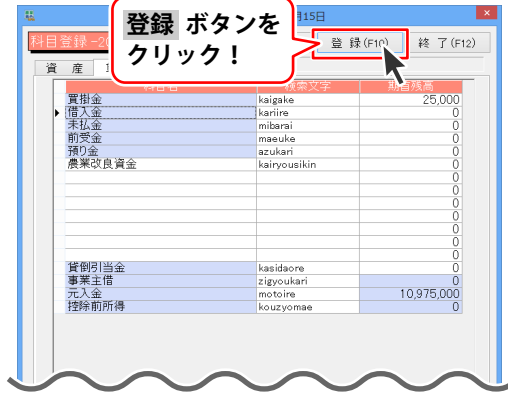 月15日
登録 ボタンを
クリック！
科目登録 -20
登 録(F10)
終 了(F12)
資 産
科目名 検索文字 期首残高
買掛金 kaigake 25,000
借入金 kariire 0
未払金 mibarai 0
前受金 maeuke 0
預り金 azukari 0
農業改良資金 kairyousikin 0
0
0
0
0
0
0
0
貸倒引当金 kasidaore 0
事業主借 zigyoukari 0
元入金 motoire 10,975,000
控除前所得 kouzyomae 0